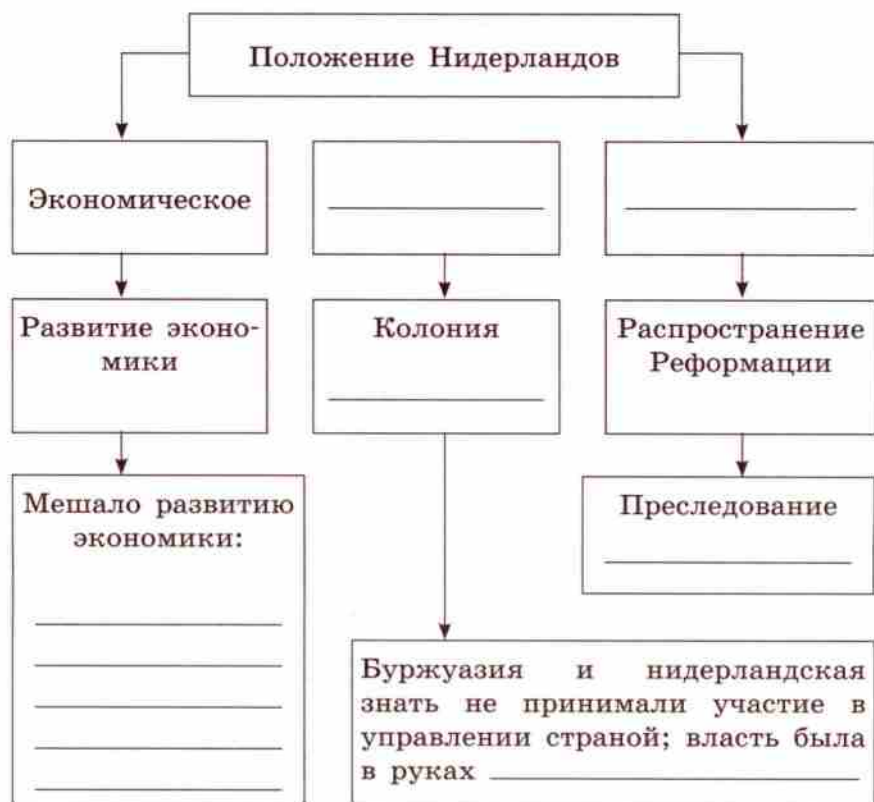 Положение Нидерландов
Экономическое
Развитие эконо-
мики
Колония
Распространение
Реформации
Мешало развитию
экономики:
Преследование
Буржуазия и нидерландская
знать не принимали участие в
управлении страной; власть была
в руках